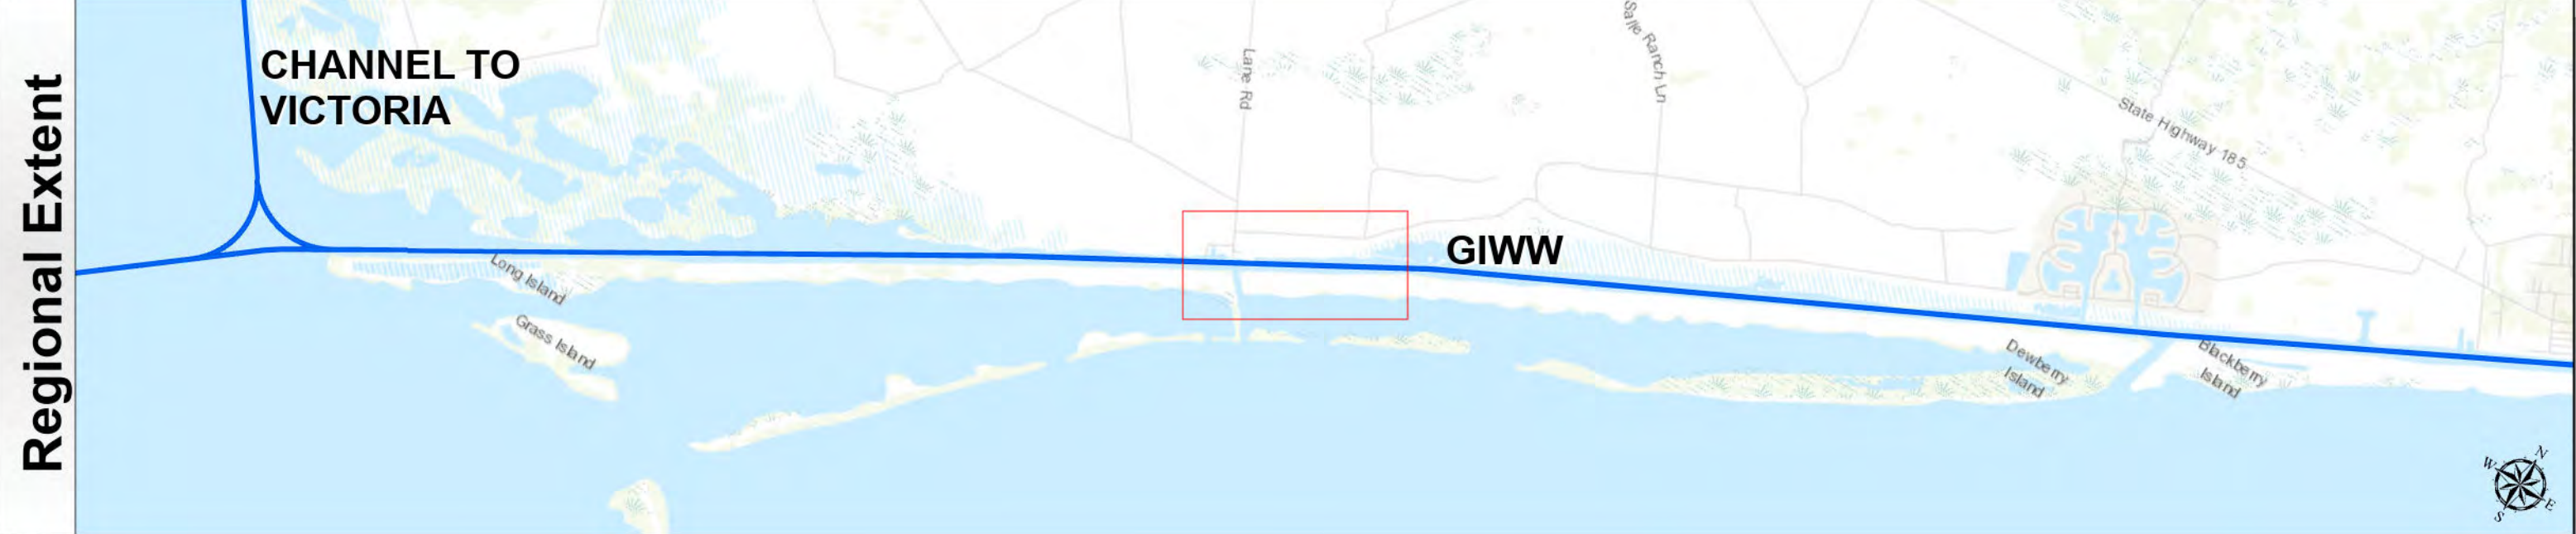 Regional Extent
CHANNEL TO
VICTORIA
Lane Rd
Salle Ranch Ln
State Highway 185
GIWW
Long Island
Grass Island
Dewberry
Island
Blackberry
Island
N
W
E
S